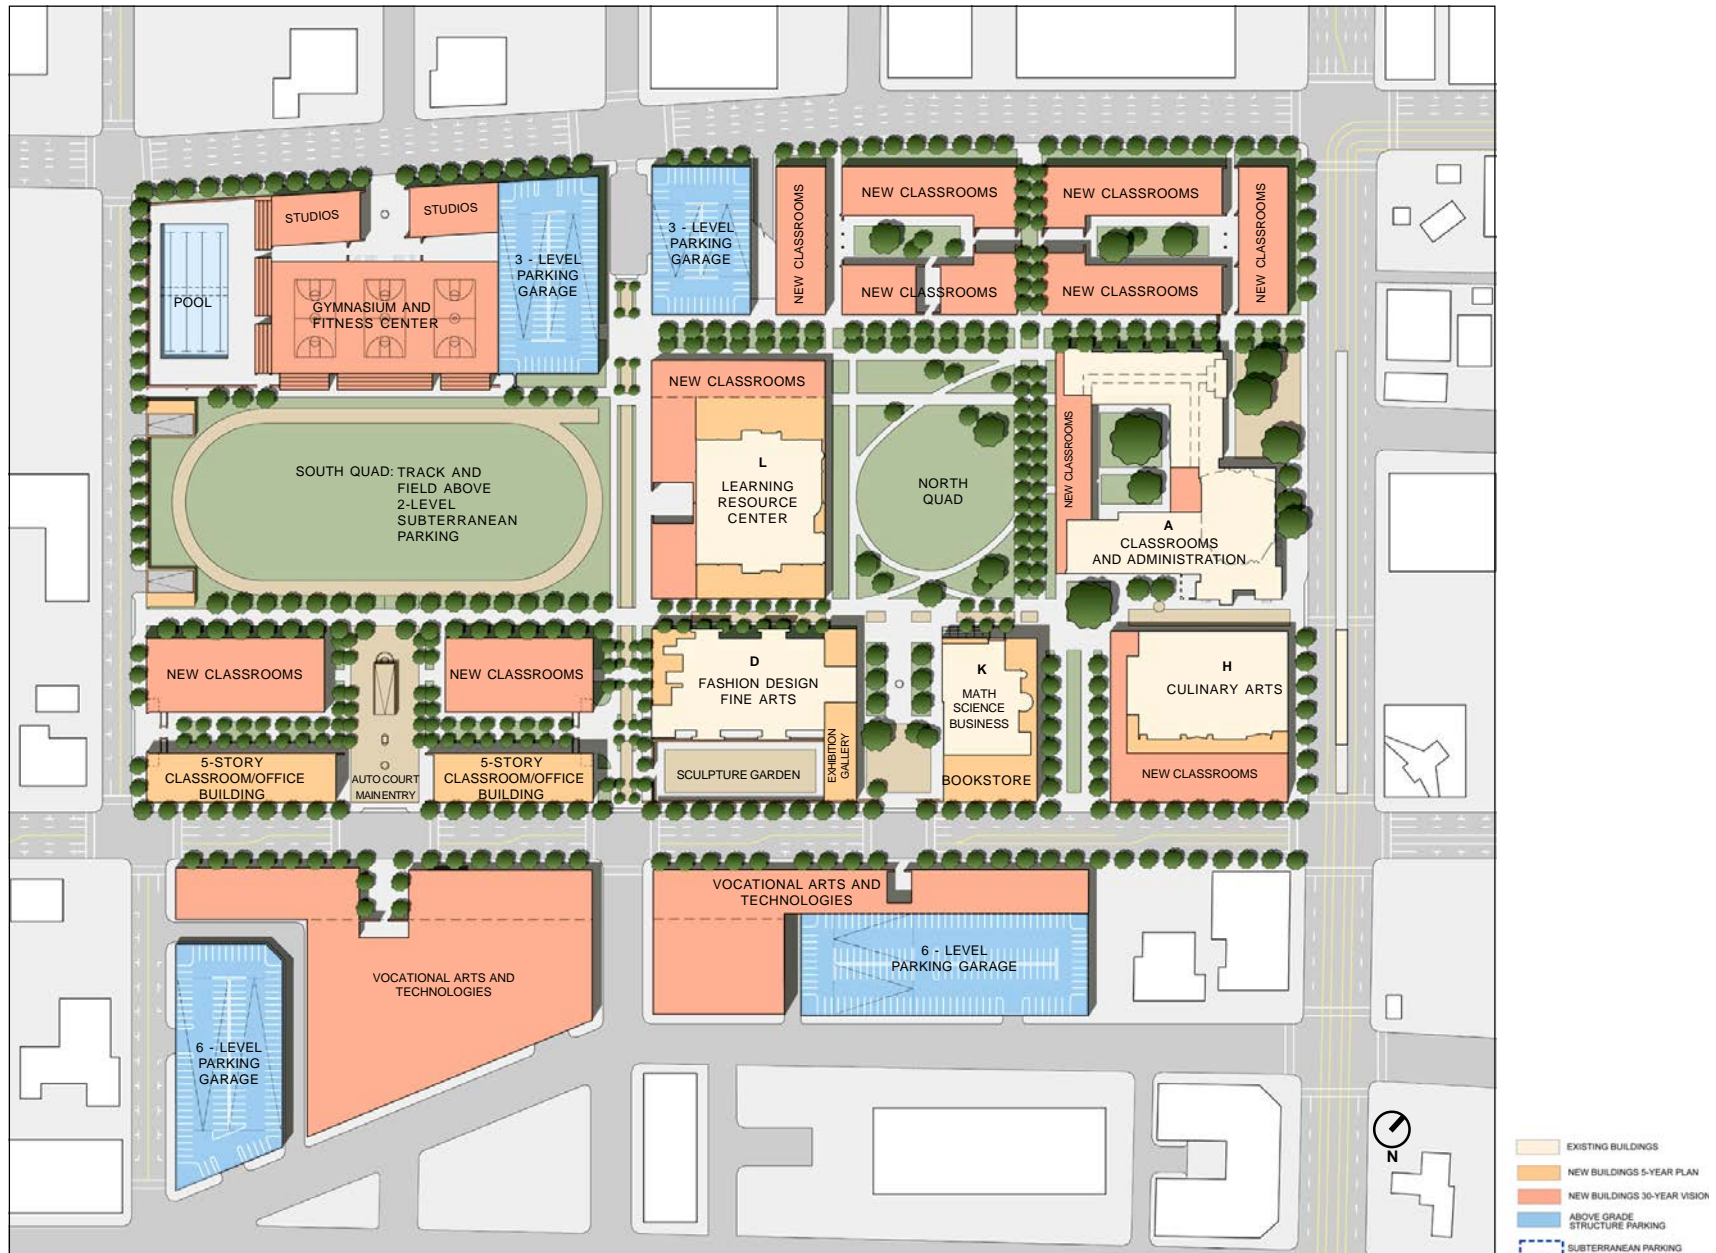 STUDIOS
STUDIOS
3 - LEVEL
PARKING
GARAGE
POOL
GYMNASIUM AND
FITNESS CENTER
3 - LEVEL
PARKING
GARAGE
NEW CLASSROOMS
NEW CLASSROOMS
NEW CLASSROOMS
NEW CLASSROOMS
NEW CLASSROOMS
NEW CLASSROOMS
NEW CLASSROOMS
SOUTH QUAD: TRACK AND
FIELD ABOVE
2-LEVEL
SUBTERRANEAN
PARKING
L
LEARNING
RESOURCE
CENTER
NORTH
QUAD
NEW CLASSROOMS
A
CLASSROOMS
AND ADMINISTRATION
NEW CLASSROOMS
NEW CLASSROOMS
D
FASHION DESIGN
FINE ARTS
K
MATH
SCIENCE
BUSINESS
H
CULINARY ARTS
5-STORY
CLASSROOM/OFFICE
BUILDING
AUTO COURT
MAIN ENTRY
5-STORY
CLASSROOM/OFFICE
BUILDING
SCULPTURE GARDEN
EXHIBITION
GALLERY
BOOKSTORE
NEW CLASSROOMS
VOCATIONAL ARTS AND
TECHNOLOGIES
6 - LEVEL
PARKING GARAGE
VOCATIONAL ARTS AND
TECHNOLOGIES
6 - LEVEL
PARKING
GARAGE
N
EXISTING BUILDINGS
NEW BUILDINGS 5-YEAR PLAN
NEW BUILDINGS 30-YEAR VISION
ABOVE GRADE
STRUCTURE PARKING
SUBTERRANEAN PARKING